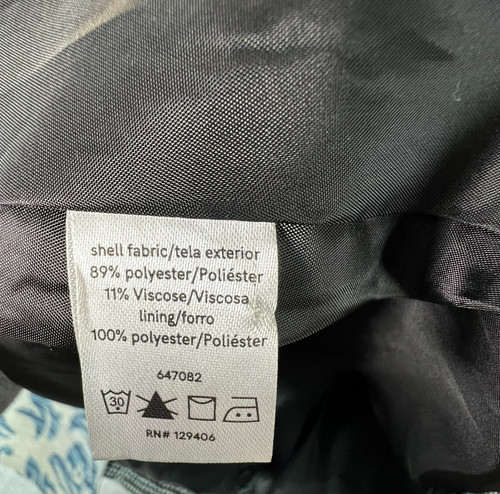 shell fabric/tela exterior
89% polyester/Poliéster
11% Viscose/Viscosa
lining/forro
100% polyester/Poliéster
647082
30
RN# 129406